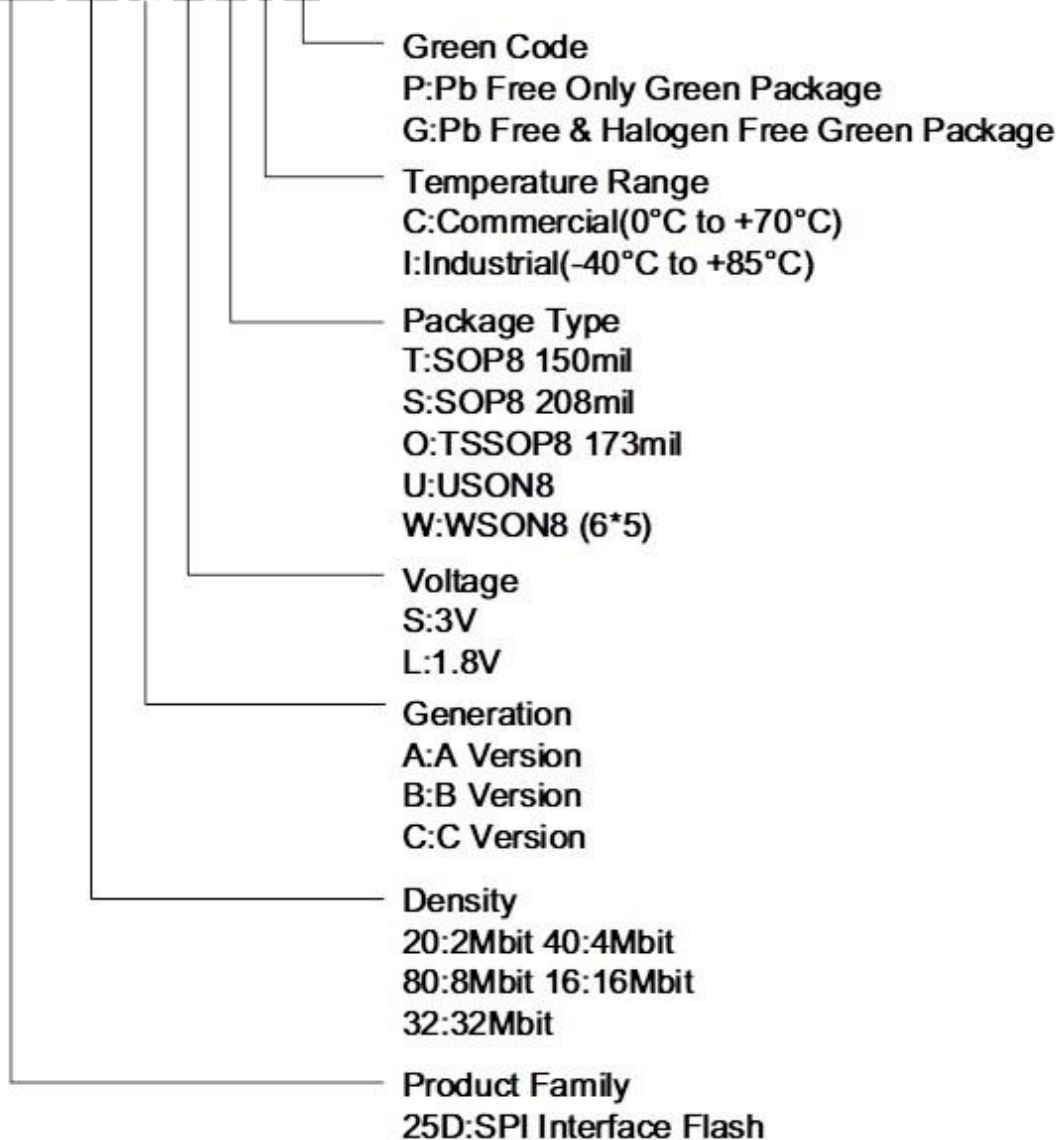 Green Code
P:Pb Free Only Green Package
G:Pb Free & Halogen Free Green Package
Temperature Range
C:Commercial(0°C to +70°C)
I:Industrial(-40°C to +85°C)
Package Type
T:SOP8 150mil
S:SOP8 208mil
O:TSSOP8 173mil
U:USON8
W:WSON8 (6*5)
Voltage
S:3V
L:1.8V
Generation
A:A Version
B:B Version
C:C Version
Density
20:2Mbit 40:4Mbit
80:8Mbit 16:16Mbit
32:32Mbit
Product Family
25D:SPI Interface Flash